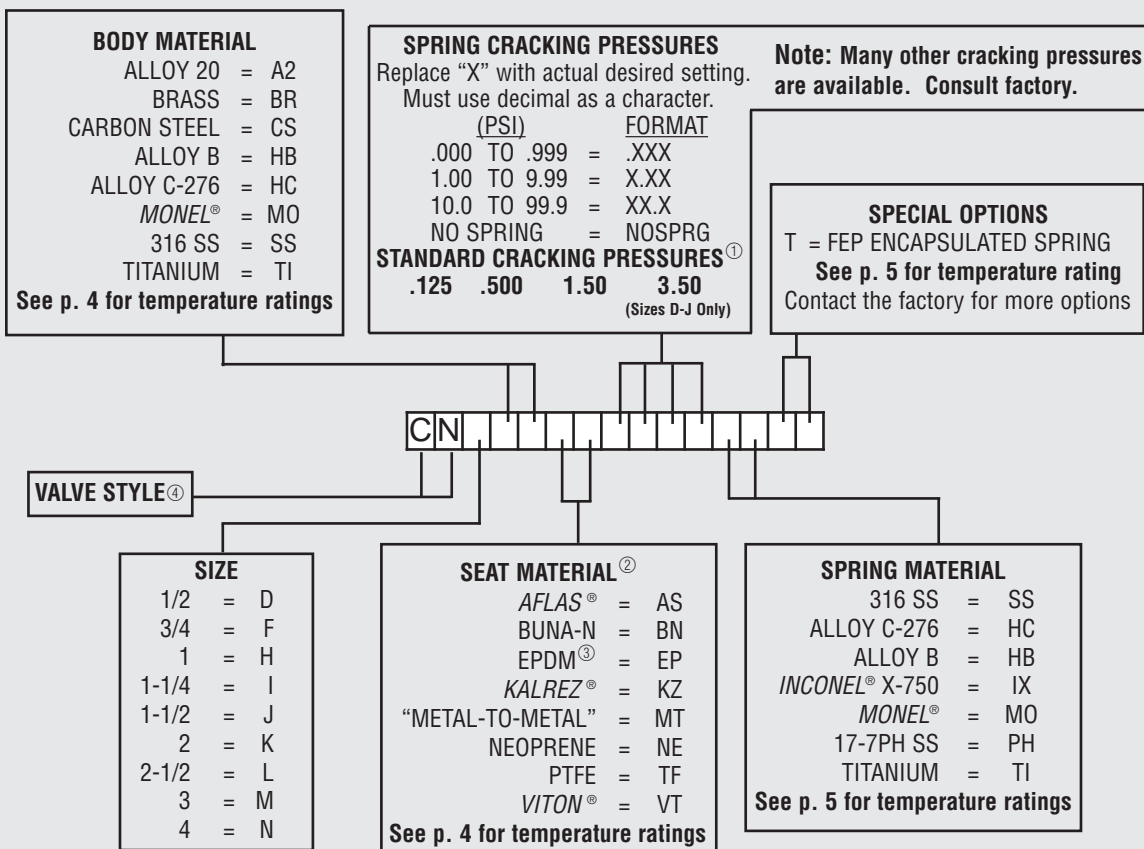 BODY MATERIAL
ALLOY 20 = A2
BRASS = BR
CARBON STEEL = CS
ALLOY B = HB
ALLOY C-276 = HC
MONEL® = MO
316 SS = SS
TITANIUM = TI
See p. 4 for temperature ratings
SPRING CRACKING PRESSURES
Replace “X” with actual desired setting.
Must use decimal as a character.
(PSI) FORMAT
.000 TO .999 = .XXX
1.00 TO 9.99 = X.XX
10.0 TO 99.9 = XX.X
NO SPRING = NOSPRG
STANDARD CRACKING PRESSURES①
.125 .500 1.50 3.50
(Sizes D-J Only)
Note: Many other cracking pressures
are available. Consult factory.
SPECIAL OPTIONS
T = FEP ENCAPSULATED SPRING
See p. 5 for temperature rating
Contact the factory for more options
CN
VALVE STYLE④
SIZE
1/2 = D
3/4 = F
1 = H
1-1/4 = I
1-1/2 = J
2 = K
2-1/2 = L
3 = M
4 = N
SEAT MATERIAL②
AFLAS® = AS
BUNA-N = BN
EPDM③ = EP
KALREZ® = KZ
“METAL-TO-METAL” = MT
NEOPRENE = NE
PTFE = TF
VITON® = VT
See p. 4 for temperature ratings
SPRING MATERIAL
316 SS = SS
ALLOY C-276 = HC
ALLOY B = HB
INCONEL® X-750 = IX
MONEL® = MO
17-7PH SS = PH
TITANIUM = TI
See p. 5 for temperature ratings